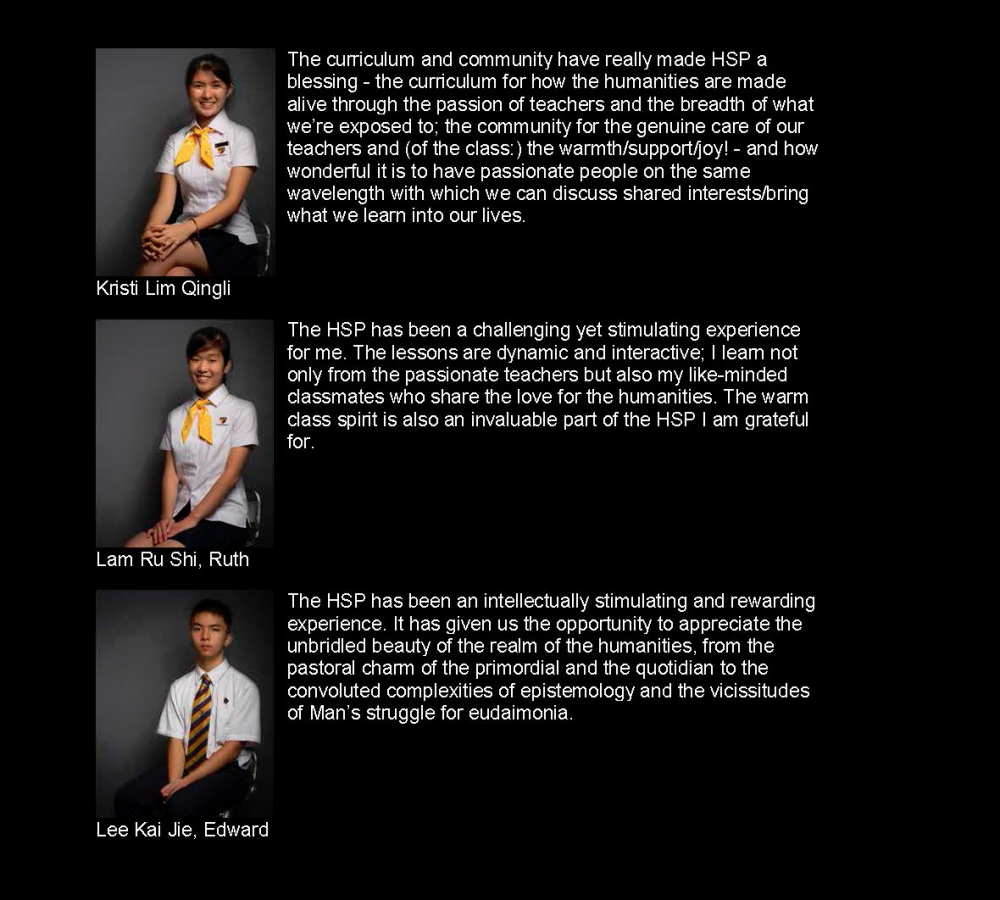 The curriculum and community have really made HSP a
blessing - the curriculum for how the humanities are made
alive through the passion of teachers and the breadth of what
we're exposed to; the community for the genuine care of our
teachers and (of the class:) the warmth/support/joy! - and how
wonderful it is to have passionate people on the same
wavelength with which we can discuss shared interests/bring
what we learn into our lives.
Kristi Lim Qingli
The HSP has been a challenging yet stimulating experience
for me. The lessons are dynamic and interactive; I learn not
only from the passionate teachers but also my like-minded
classmates who share the love for the humanities. The warm
class spirit is also an invaluable part of the HSP I am grateful
for.
Lam Ru Shi, Ruth
The HSP has been an intellectually stimulating and rewarding
experience. It has given us the opportunity to appreciate the
unbridled beauty of the realm of the humanities, from the
pastoral charm of the primordial and the quotidian to the
convoluted complexities of epistemology and the vicissitudes
of Man's struggle for eudaimonia.
Lee Kai Jie, Edward